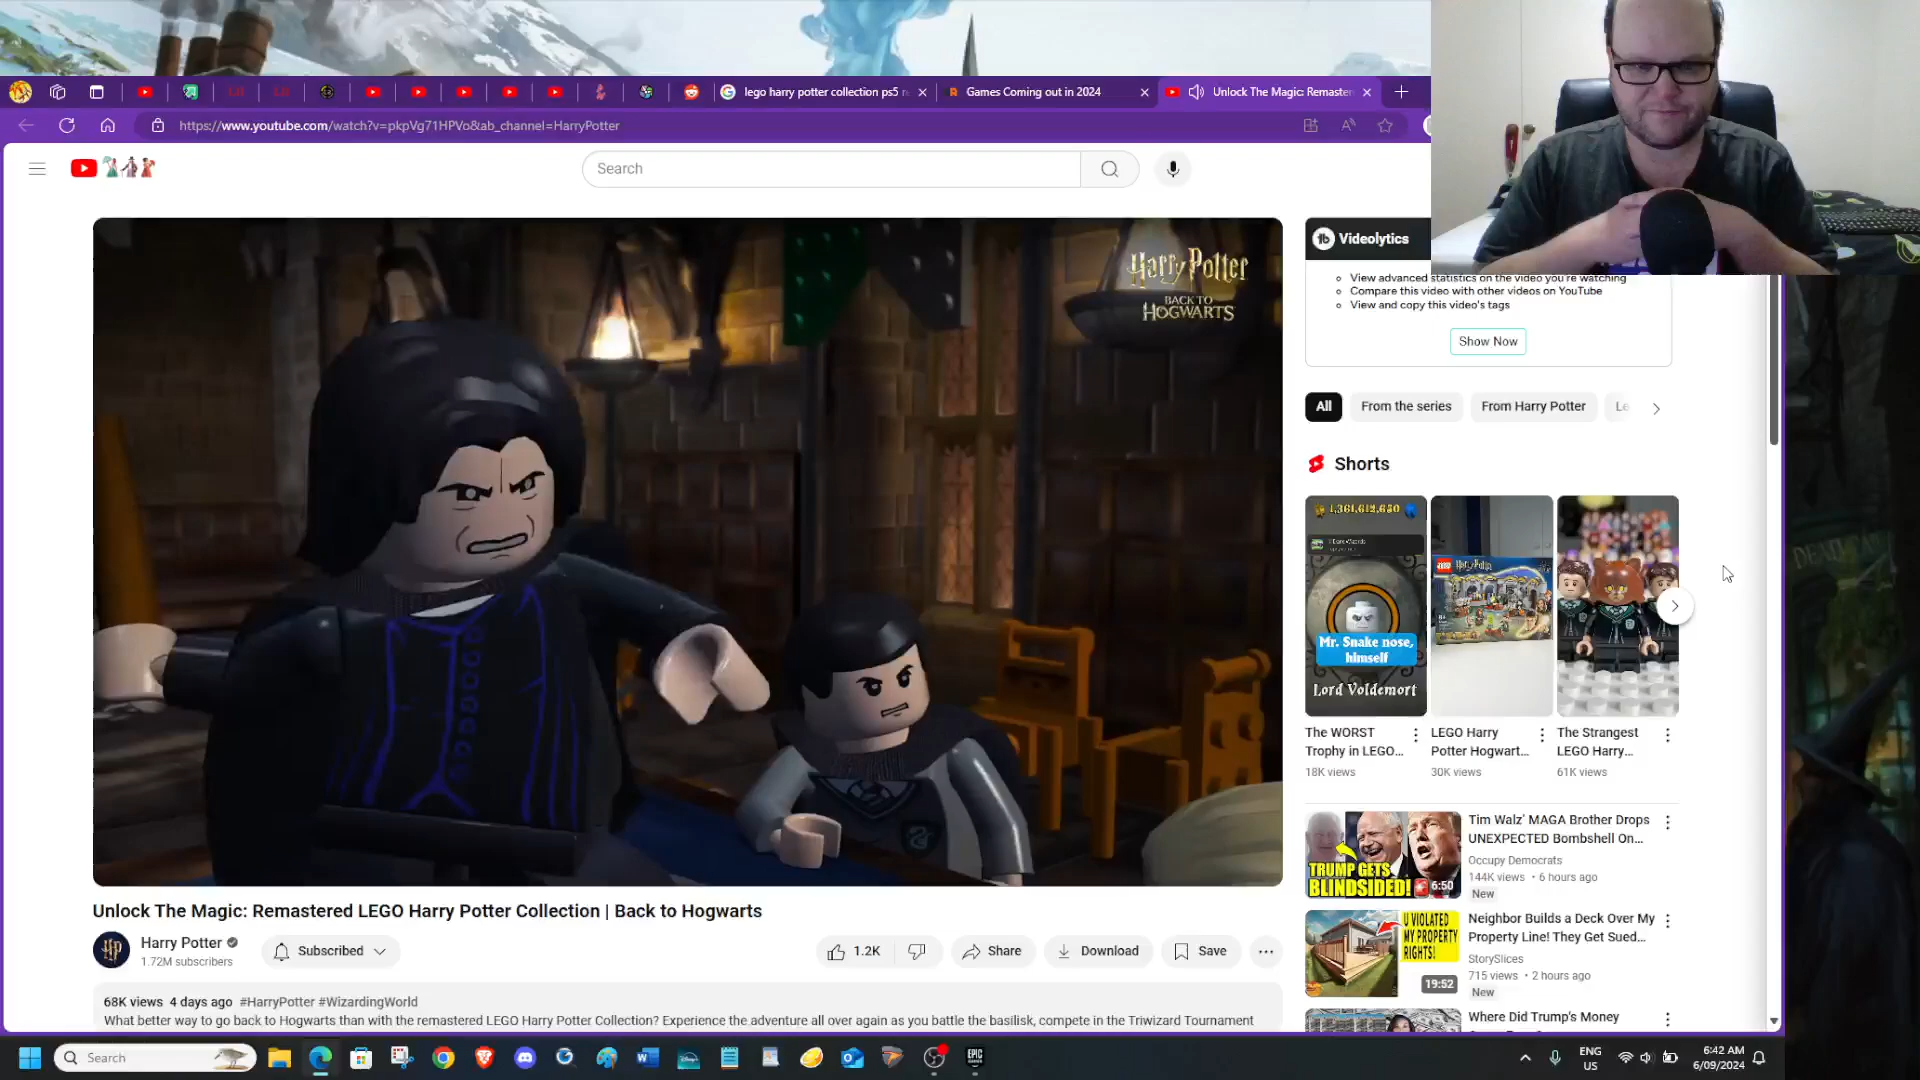 lego harry potter collection ps5 r
Games Coming out in 2024
Unlock The Magic: Remaster
https://www.youtube.com/watch?v=pkpVg71HPVo&ab_channel=HarryPotter
Search
Harry Potter
BACK TO
HOGWARTS
Videolytics
View advanced statistics on the video you're watching
Compare this video with other videos on YouTube
View and copy this video's tags
Show Now
All
From the series
From Harry Potter
Le
Shorts
1,361,612,630
Mr. Snake nose,
himself
Lord Voldemort
LEGO
Harry Potter
The WORST
Trophy in LEGO...
18K views
LEGO Harry
Potter Hogwart...
30K views
The Strangest
LEGO Harry...
61K views
TRUMP GETS
BLINDSIDED!
6:50
Tim Walz' MAGA Brother Drops
UNEXPECTED Bombshell On...
Occupy Democrats
144K views • 6 hours ago
New
U VIOLATED
MY PROPERTY
RIGHTS!
19:52
Neighbor Builds a Deck Over My
Property Line! They Get Sued...
StorySlices
715 views • 2 hours ago
New
Where Did Trump's Money
Unlock The Magic: Remastered LEGO Harry Potter Collection | Back to Hogwarts
HP
Harry Potter
1.72M subscribers
Subscribed
1.2K
Share
Download
Save
68K views 4 days ago #HarryPotter #WizardingWorld
What better way to go back to Hogwarts than with the remastered LEGO Harry Potter Collection? Experience the adventure all over again as you battle the basilisk, compete in the Triwizard Tournament
Search
EPIC
ENG
US
6:42 AM
6/09/2024